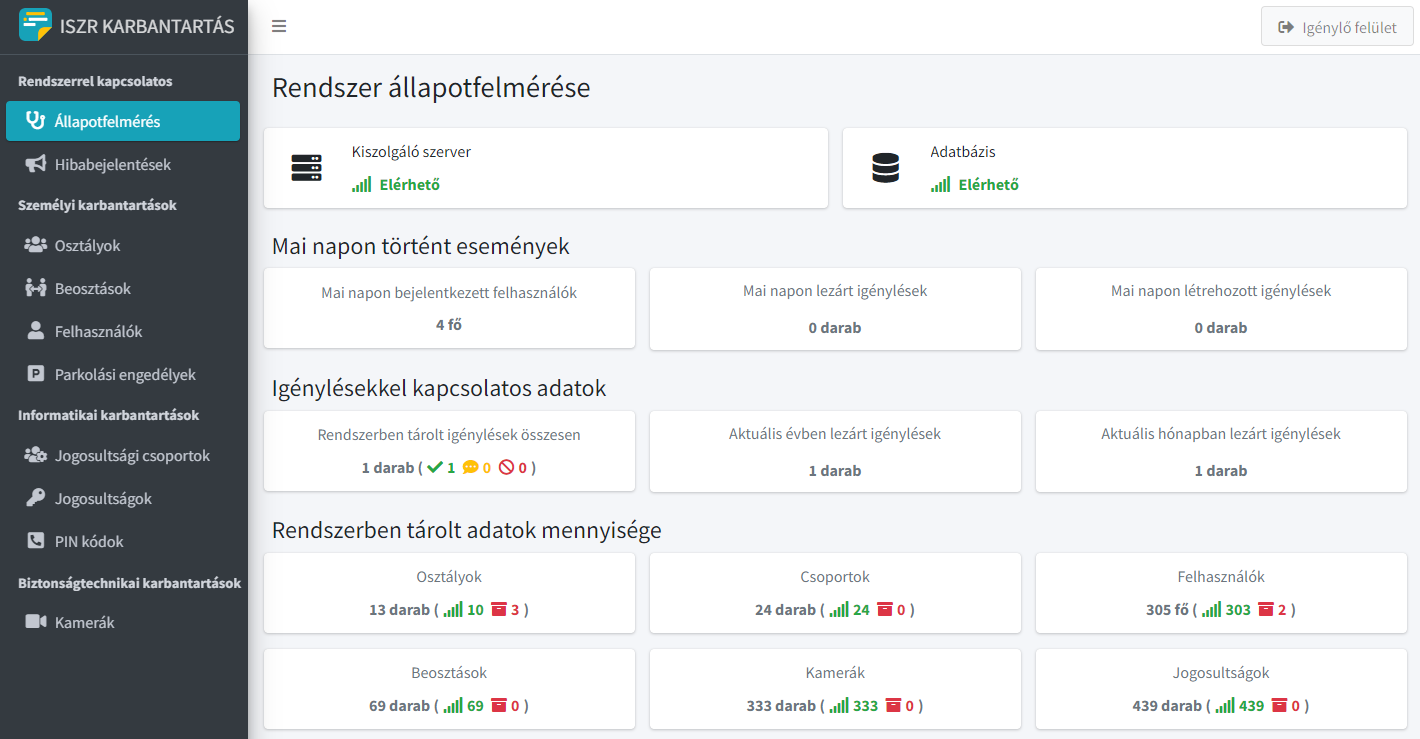 ISZR KARBANTARTÁS
Rendszerrel kapcsolatos
Állapotfelmérés
Hibabejelentések
Személyi karbantartások
Osztályok
Beosztások
Felhasználók
Parkolási engedélyek
Informatikai karbantartások
Jogosultsági csoportok
Jogosultságok
PIN kódok
Biztonságtechnikai karbantartások
Kamerák
Igénylő felület
Rendszer állapotfelmérése
Kiszolgáló szerver
Elérhető
Adatbázis
Elérhető
Mai napon történt események
Mai napon bejelentkezett felhasználók
4 fő
Mai napon lezárt igénylések
0 darab
Mai napon létrehozott igénylések
0 darab
Igénylésekkel kapcsolatos adatok
Rendszerben tárolt igénylések összesen
1 darab ( 1 0 0 )
Aktuális évben lezárt igénylések
1 darab
Aktuális hónapban lezárt igénylések
1 darab
Rendszerben tárolt adatok mennyisége
Osztályok
13 darab ( 10 3 )
Csoportok
24 darab ( 24 0 )
Felhasználók
305 fő ( 303 2 )
Beosztások
69 darab ( 69 0 )
Kamerák
333 darab ( 333 0 )
Jogosultságok
439 darab ( 439 0 )